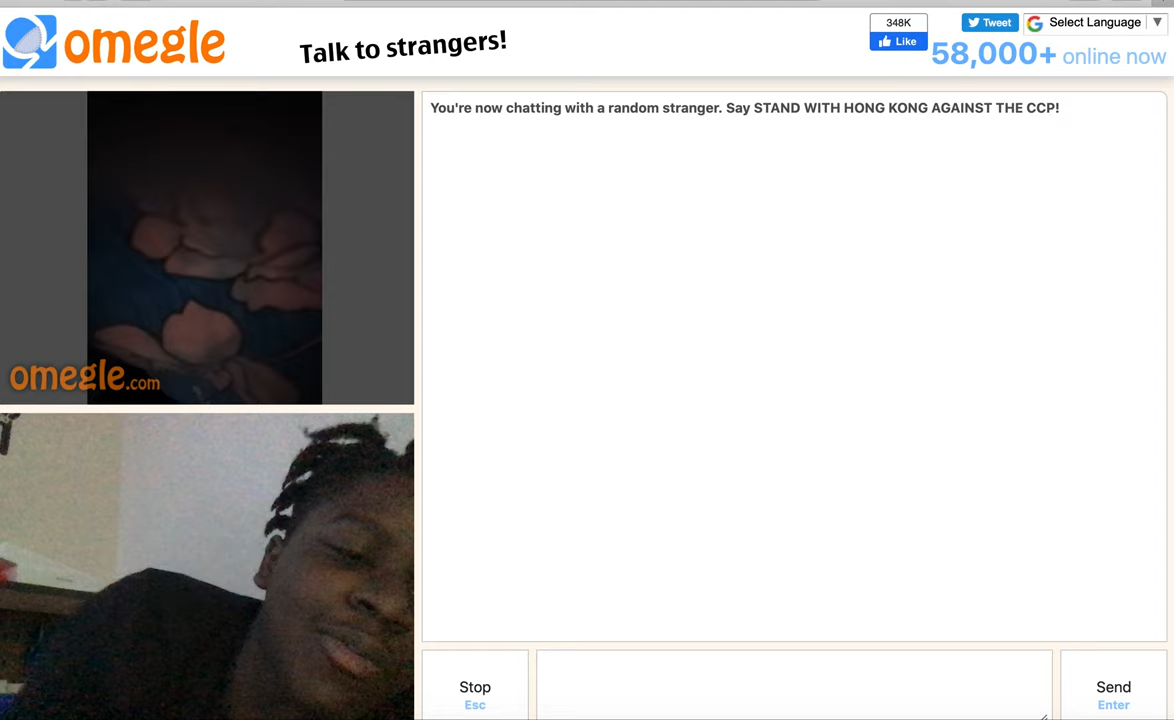 omegle
Talk to strangers!
348K
Like
Tweet
Select Language
58,000+ online now
You're now chatting with a random stranger. Say STAND WITH HONG KONG AGAINST THE CCP!
omegle.com
Stop
Esc
Send
Enter